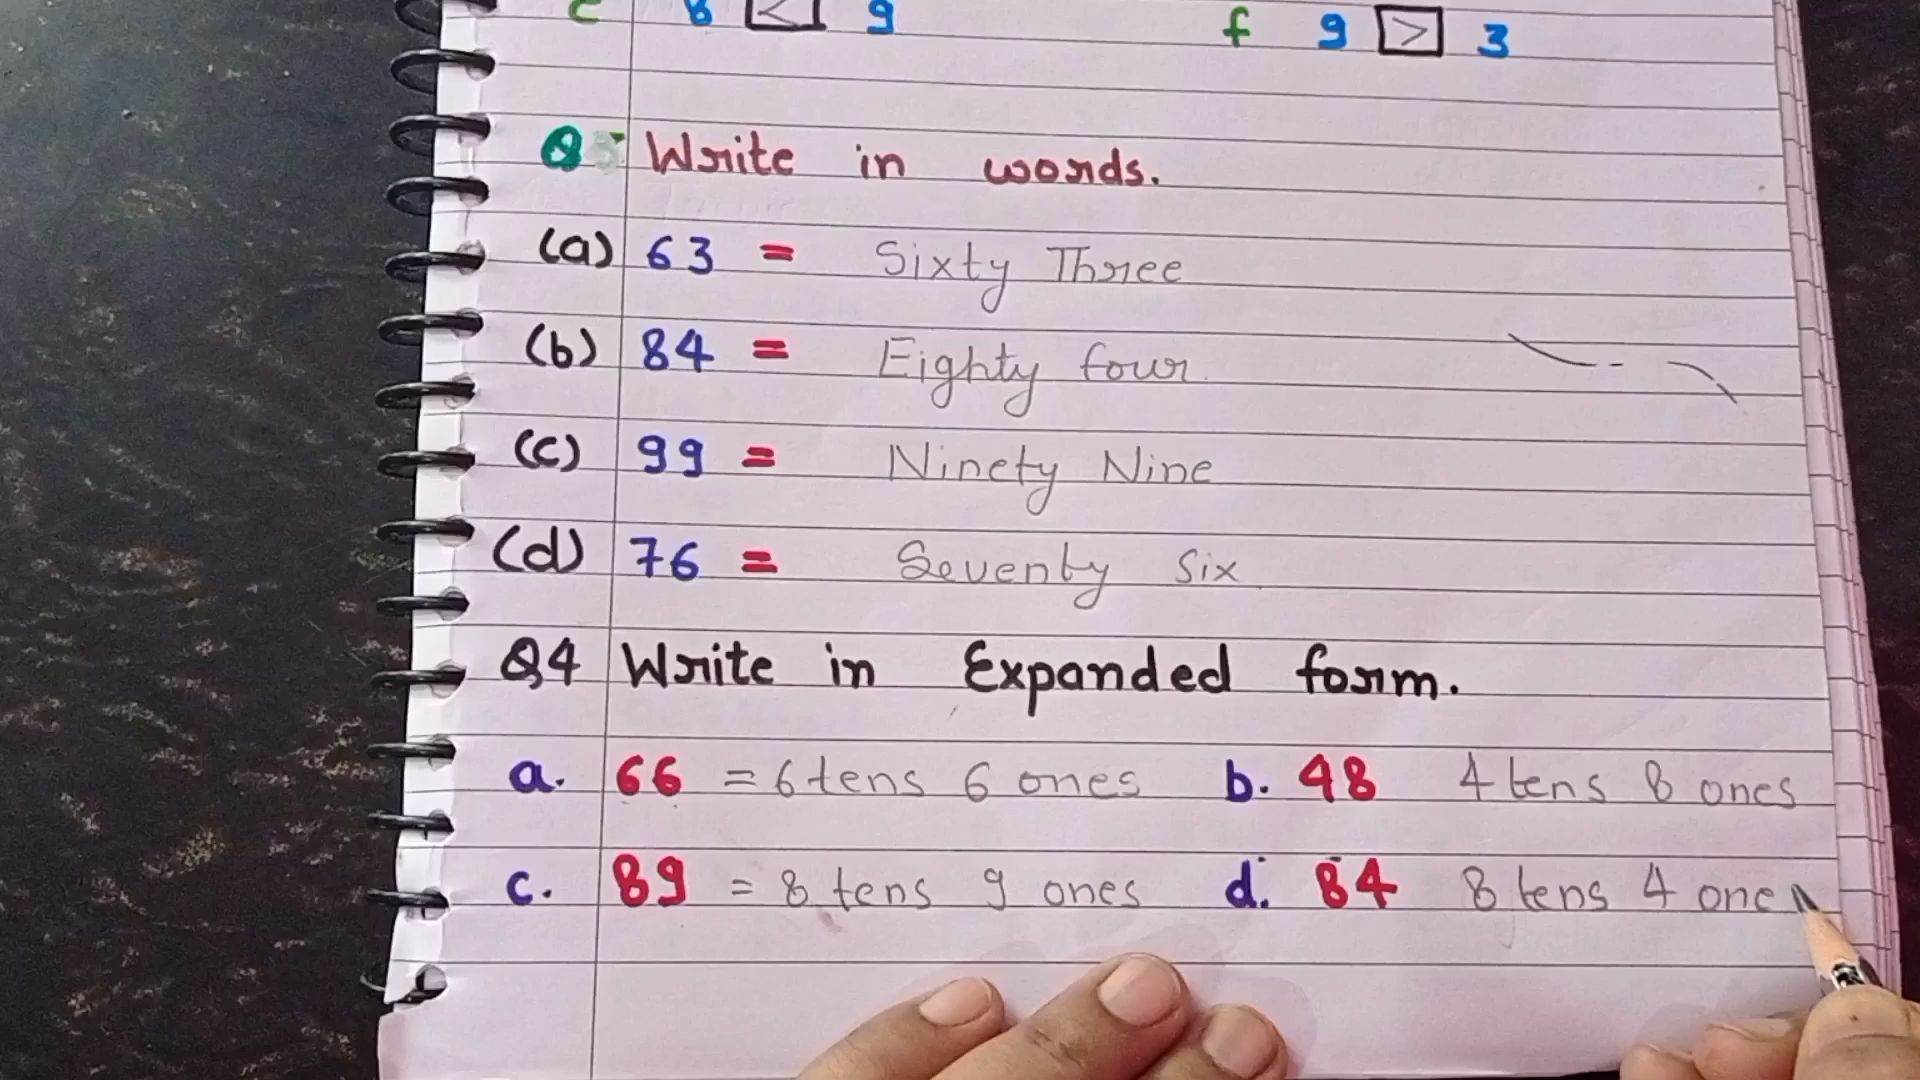 c 8 < 9 f 9 > 3
Q3 Write in words.
(a) 63 = Sixty Three
(b) 84 = Eighty four
(c) 99 = Ninety Nine
(d) 76 = Seventy Six
Q4 Write in Expanded form.
a. 66 = 6 tens 6 ones b. 48 4 tens 8 ones
c. 89 = 8 tens 9 ones d. 84 8 tens 4 one